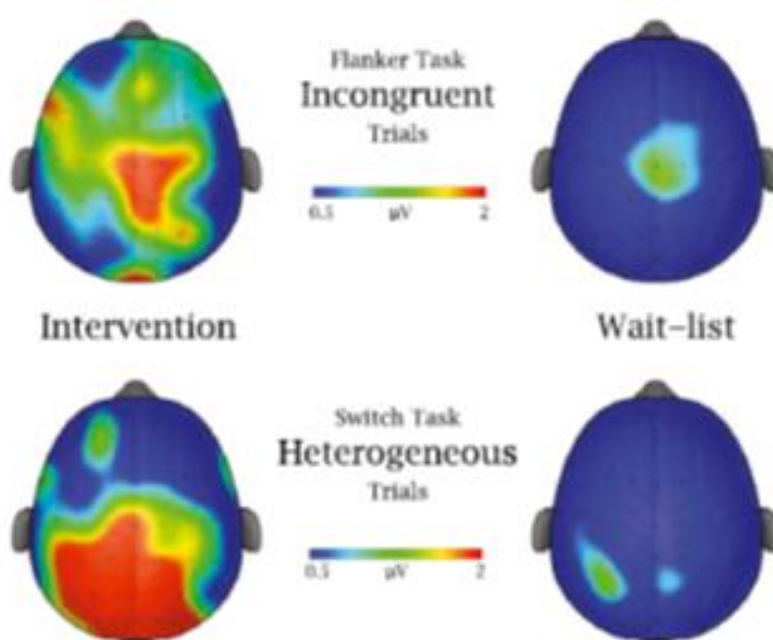 Flanker Task
Incongruent
Trials
0.5 μV 2
Intervention
Wait-list
Switch Task
Heterogeneous
Trials
0.5 μV 2